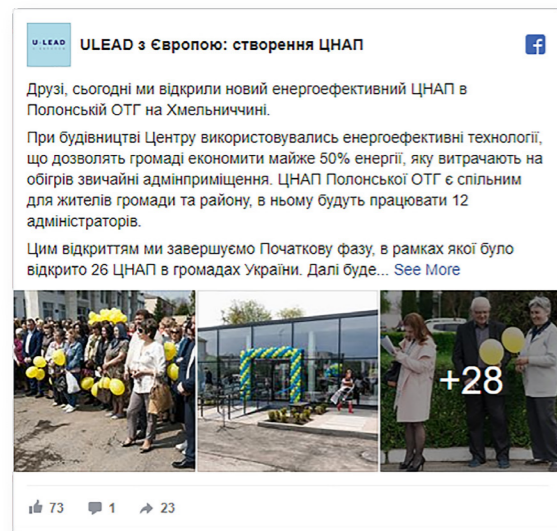 U-LEAD
ULEAD з Європою: створення ЦНАП
Друзі, сьогодні ми відкрили новий енергоефективний ЦНАП в
Полонській ОТГ на Хмельниччині.
При будівництві Центру використовувались енергоефективні технології,
що дозволять громаді економити майже 50% енергії, яку витрачають на
обігрів звичайні адмінприміщення. ЦНАП Полонської ОТГ є спільним
для жителів громади та району, в ньому будуть працювати 12
адміністраторів.
Цим відкриттям ми завершуємо Початкову фазу, в рамках якої було
відкрито 26 ЦНАП в громадах України. Далі буде... See More
+28
73 1 23